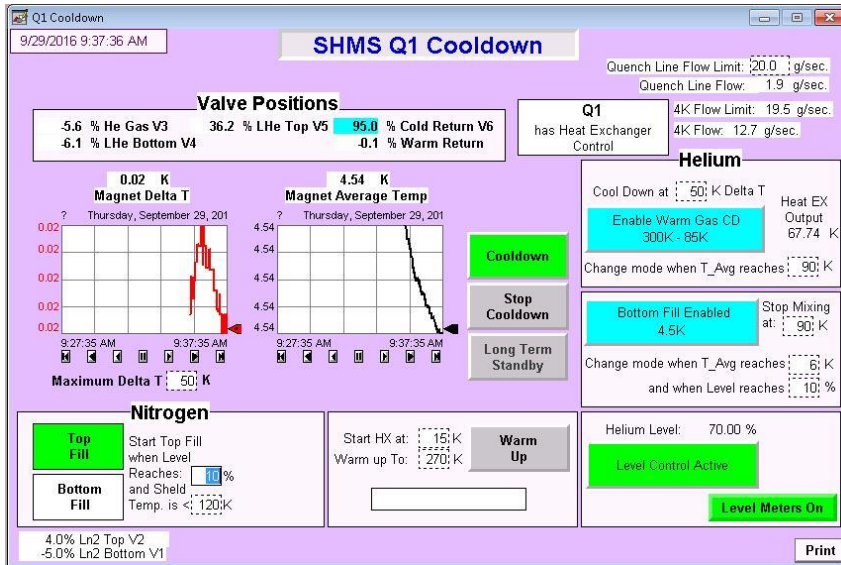 Q1 Cooldown
9/29/2016 9:37:36 AM
SHMS Q1 Cooldown
Quench Line Flow Limit: 20.0 g/sec.
Quench Line Flow: 1.9 g/sec.
Valve Positions
-5.6 % He Gas V3 36.2 % LHe Top V5 95.0 % Cold Return V6
-6.1 % LHe Bottom V4 -0.1 % Warm Return
Q1
has Heat Exchanger
Control
4K Flow Limit: 19.5 g/sec.
4K Flow: 12.7 g/sec.
0.02 K
Magnet Delta T
? Thursday, September 29, 201
0.02
0.02
0.02
0.02
0.02
9:27:35 AM 9:37:35 AM
Maximum Delta T 50 K
4.54 K
Magnet Average Temp
? Thursday, September 29, 201
4.54
4.54
4.54
4.54
4.54
9:27:35 AM 9:37:35 AM
Cooldown
Stop
Cooldown
Long Term
Standby
Helium
Cool Down at 50 K Delta T
Enable Warm Gas CD
300K - 85K
Heat EX
Output
67.74 K
Change mode when T_Avg reaches 90 K
Bottom Fill Enabled
4.5K
Stop Mixing
at: 90 K
Change mode when T_Avg reaches 6 K
and when Level reaches 10 %
Nitrogen
Top
Fill
Bottom
Fill
Start Top Fill
when Level
Reaches: 10 %
and Sheld
Temp. is < 120 K
Start HX at: 15 K
Warm up To: 270 K
Warm
Up
Helium Level: 70.00 %
Level Control Active
Level Meters On
4.0% Ln2 Top V2
-5.0% Ln2 Bottom V1
Print